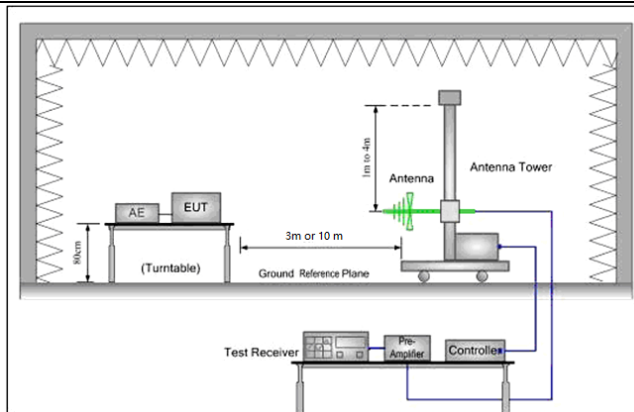 1m to 4m
Antenna
Antenna Tower
AE
EUT
3m or 10 m
80cm
(Turntable)
Ground Reference Plane
Test Receiver
Pre-
Amplifier
Controlle